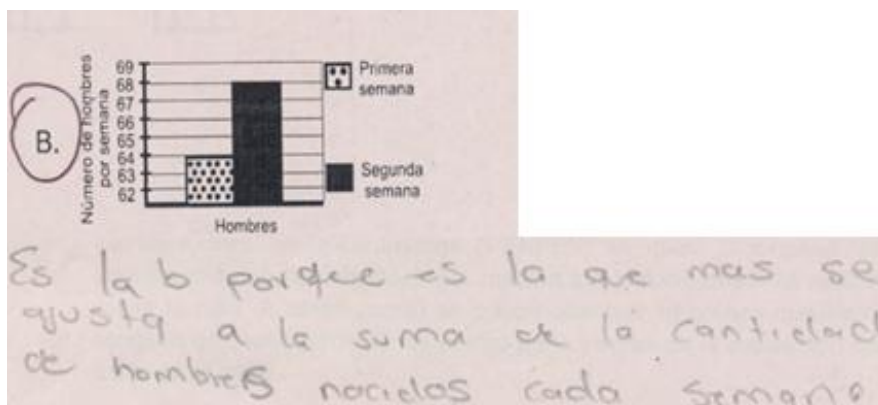 B.
Número de hombres
por semana
69
68
67
66
65
64
63
62
Primera
semana
Segunda
semana
Hombres
Es la b porque es la que mas se
ajusta a la suma de la cantidad
de hombres nacidos cada semana